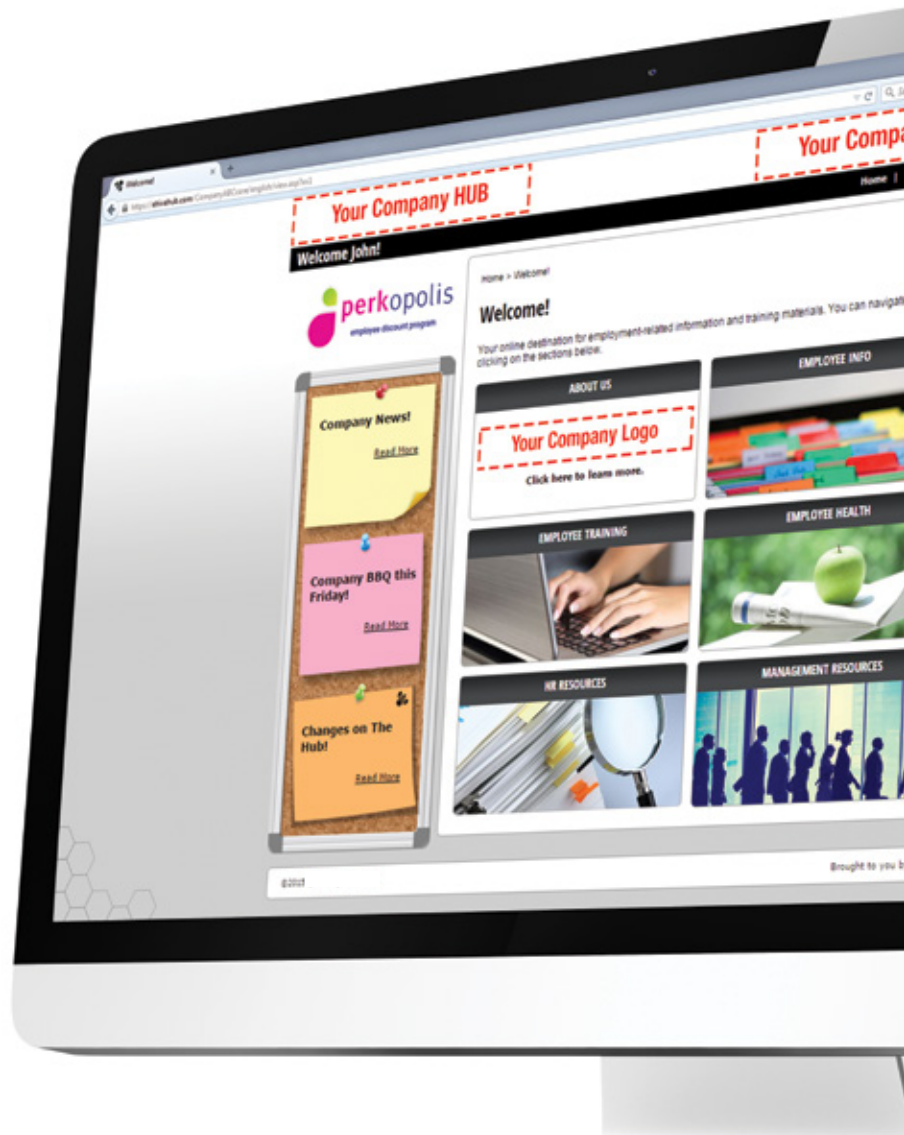 Welcome!
Your Company HUB
Your Compa
Welcome John!
Home |
perkopolis
employee discount program
Home > Welcome!
Welcome!
Your online destination for employment-related information and training materials. You can navigate
clicking on the sections below.
ABOUT US
EMPLOYEE INFO
Your Company Logo
Click here to learn more.
Company News!
Read More
EMPLOYEE TRAINING
EMPLOYEE HEALTH
Company BBQ this
Friday!
Read More
HR RESOURCES
MANAGEMENT RESOURCES
Changes on The
Hub!
Read More
©2015
Brought to you b